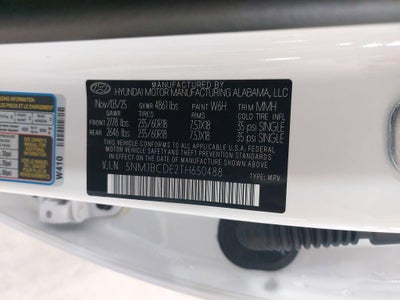 MANUFACTURED BY
HYUNDAI MOTOR MANUFACTURING ALABAMA, LLC
Nov/03/25 GVWR 4861 lbs PAINT W6H TRIM MMH
GAWR TIRES RIMS COLD TIRE INFL.
FRONT 2778 lbs 235/60R18 7.5JX18 35 psi SINGLE
REAR 2646 lbs 235/60R18 7.5JX18 35 psi SINGLE
THIS VEHICLE CONFORMS TO ALL APPLICABLE U.S.A. FEDERAL
MOTOR VEHICLE SAFETY AND THEFT PREVENTION STANDARDS
IN EFFECT ON THE DATE OF MANUFACTURE SHOWN ABOVE.
V.I.N. 5NMJBCDE2TH650488
TYPE: MPV
W410